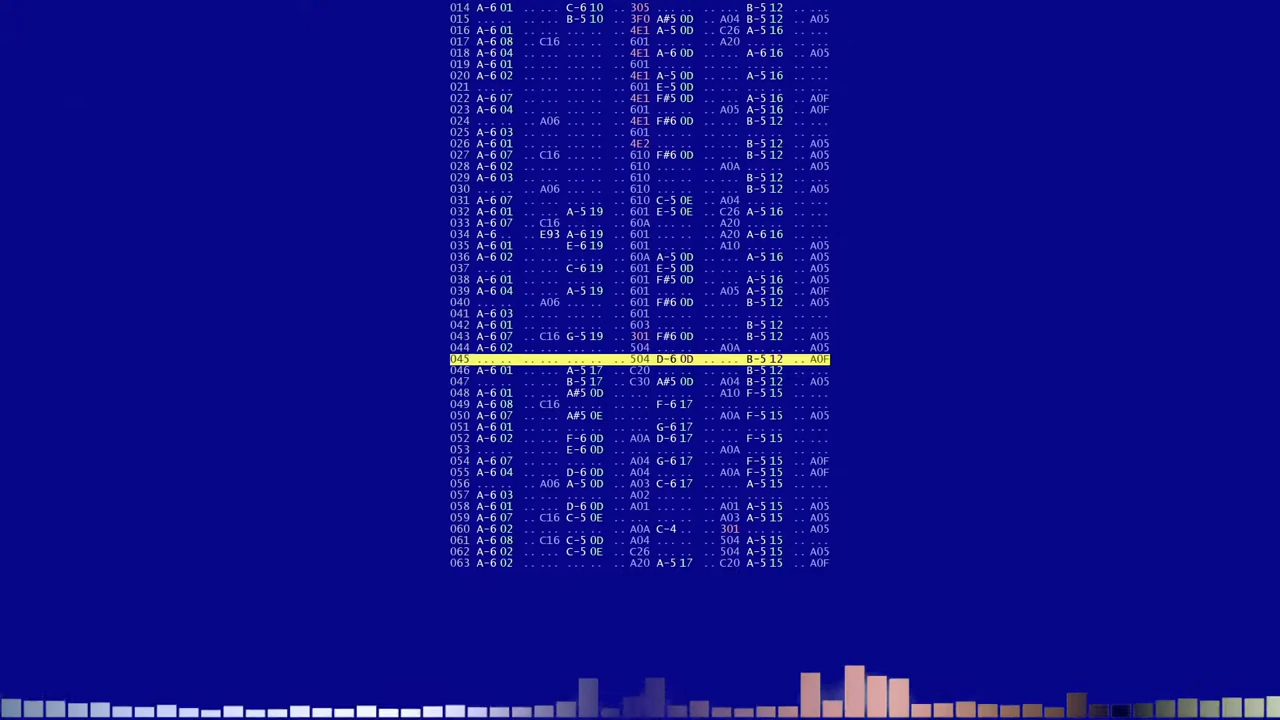 014 A-6 01 .. ... C-6 10 .. 305 ... .. .. ... B-5 12 .. ...
015 ... .. .. ... B-5 10 .. 3F0 A#5 0D .. A04 B-5 12 .. A05
016 A-6 01 .. ... ... .. .. 4E1 A-5 0D .. C26 A-5 16 .. ...
017 A-6 08 .. C16 ... .. .. 601 ... .. .. A20 ... .. .. ...
018 A-6 04 .. ... ... .. .. 4E1 A-6 0D .. ... A-6 16 .. A05
019 A-6 01 .. ... ... .. .. 601 ... .. .. ... ... .. .. ...
020 A-6 02 .. ... ... .. .. 4E1 A-5 0D .. ... A-5 16 .. ...
021 ... .. .. ... ... .. .. 601 E-5 0D .. ... ... .. .. ...
022 A-6 07 .. ... ... .. .. 4E1 F#5 0D .. ... A-5 16 .. A0F
023 A-6 04 .. ... ... .. .. 601 ... .. .. A05 A-5 16 .. A0F
024 ... .. .. A06 ... .. .. 4E1 F#6 0D .. ... B-5 12 .. A05
025 A-6 03 .. ... ... .. .. 601 ... .. .. ... ... .. .. ...
026 A-6 01 .. ... ... .. .. 4E2 ... .. .. ... B-5 12 .. A05
027 A-6 07 .. C16 ... .. .. 610 F#6 0D .. ... B-5 12 .. A05
028 A-6 02 .. ... ... .. .. 610 ... .. .. A0A ... .. .. A05
029 A-6 03 .. ... ... .. .. 610 ... .. .. ... B-5 12 .. ...
030 ... .. .. A06 ... .. .. 610 ... .. .. ... B-5 12 .. A05
031 A-6 07 .. ... ... .. .. 610 C-5 0E .. A04 ... .. .. ...
032 A-6 01 .. ... A-5 19 .. 601 E-5 0E .. C26 A-5 16 .. ...
033 A-6 07 .. C16 ... .. .. 60A ... .. .. A20 ... .. .. ...
034 A-6 .. .. E93 A-6 19 .. 601 ... .. .. A20 A-6 16 .. ...
035 A-6 01 .. ... E-6 19 .. 601 ... .. .. A10 ... .. .. A05
036 A-6 02 .. ... ... .. .. 60A A-5 0D .. ... A-5 16 .. A05
037 ... .. .. ... C-6 19 .. 601 E-5 0D .. ... ... .. .. ...
038 A-6 01 .. ... ... .. .. 601 F#5 0D .. ... A-5 16 .. A05
039 A-6 04 .. ... A-5 19 .. 601 ... .. .. A05 A-5 16 .. A0F
040 ... .. .. A06 ... .. .. 601 F#6 0D .. ... B-5 12 .. A05
041 A-6 03 .. ... ... .. .. 601 ... .. .. ... ... .. .. ...
042 A-6 01 .. ... ... .. .. 603 ... .. .. ... B-5 12 .. ...
043 A-6 07 .. C16 G-5 19 .. 301 F#6 0D .. ... B-5 12 .. A05
044 A-6 02 .. ... ... .. .. 504 ... .. .. A0A ... .. .. A05
045 ... .. .. ... ... .. .. 504 D-6 0D .. ... B-5 12 .. A0F
046 A-6 01 .. ... A-5 17 .. C20 ... .. .. ... B-5 12 .. ...
047 ... .. .. ... B-5 17 .. C30 A#5 0D .. A04 B-5 12 .. A05
048 A-6 01 .. ... A#5 0D .. ... ... .. .. A10 F-5 15 .. ...
049 A-6 08 .. C16 ... .. .. ... F-6 17 .. ... ... .. .. ...
050 A-6 07 .. ... A#5 0E .. ... ... .. .. ... F-5 15 .. A05
051 A-6 01 .. ... ... .. .. ... G-6 17 .. ... ... .. .. ...
052 A-6 02 .. ... F-6 0D .. A0A D-6 17 .. ... F-5 15 .. ...
053 ... .. .. ... E-6 0D .. ... ... .. .. A0A ... .. .. ...
054 A-6 07 .. ... ... .. .. A04 G-6 17 .. ... F-5 15 .. A0F
055 A-6 04 .. ... D-6 0D .. A04 ... .. .. A0A F-5 15 .. A0F
056 ... .. .. A06 A-5 0D .. A03 C-6 17 .. ... A-5 15 .. ...
057 A-6 03 .. ... ... .. .. A02 ... .. .. ... ... .. .. ...
058 A-6 01 .. ... D-6 0D .. A01 ... .. .. A01 A-5 15 .. A05
059 A-6 07 .. C16 C-5 0E .. ... ... .. .. A03 A-5 15 .. A05
060 A-6 02 .. ... ... .. .. A0A C-4 .. .. 301 ... .. .. A05
061 A-6 08 .. C16 C-5 0D .. A04 ... .. .. 504 A-5 15 .. ...
062 A-6 02 .. ... C-5 0E .. C26 ... .. .. 504 A-5 15 .. A05
063 A-6 02 .. ... ... .. .. A20 A-5 17 .. C20 A-5 15 .. A0F